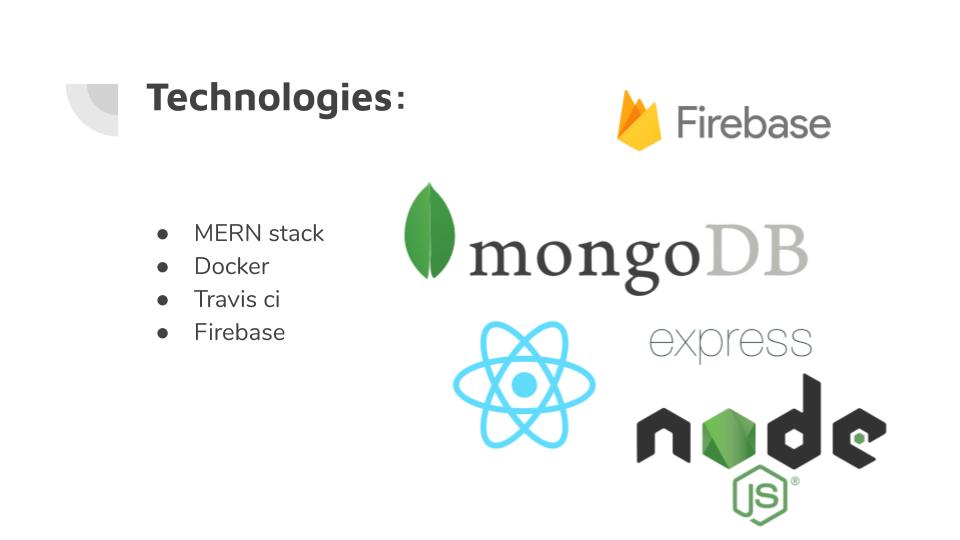 Technologies:
Firebase
● MERN stack
● Docker
● Travis ci
● Firebase
mongoDB
express
node
JS®